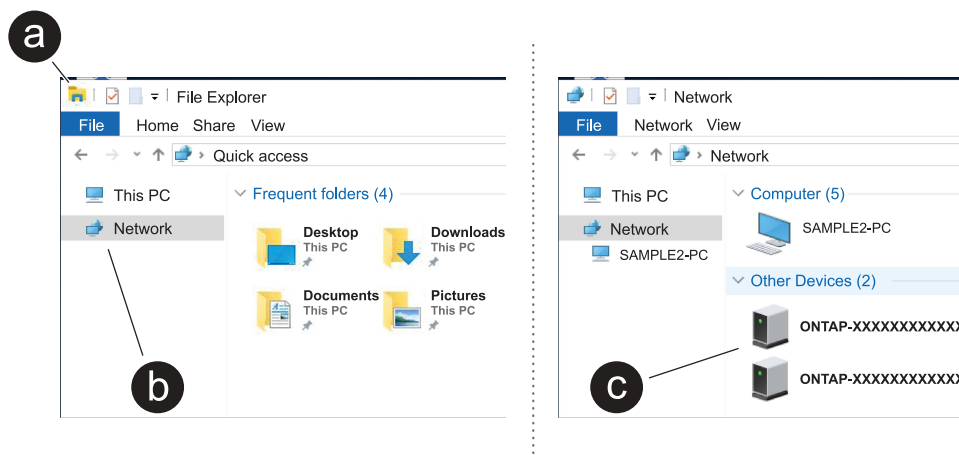 a
File Explorer
File Home Share View
Quick access
This PC
Network
Frequent folders (4)
Desktop
This PC
Downloads
This PC
Documents
This PC
Pictures
This PC
b
Network
File Network View
Network
This PC
Network
SAMPLE2-PC
Computer (5)
SAMPLE2-PC
Other Devices (2)
ONTAP-XXXXXXXXXXXX
ONTAP-XXXXXXXXXXXX
c